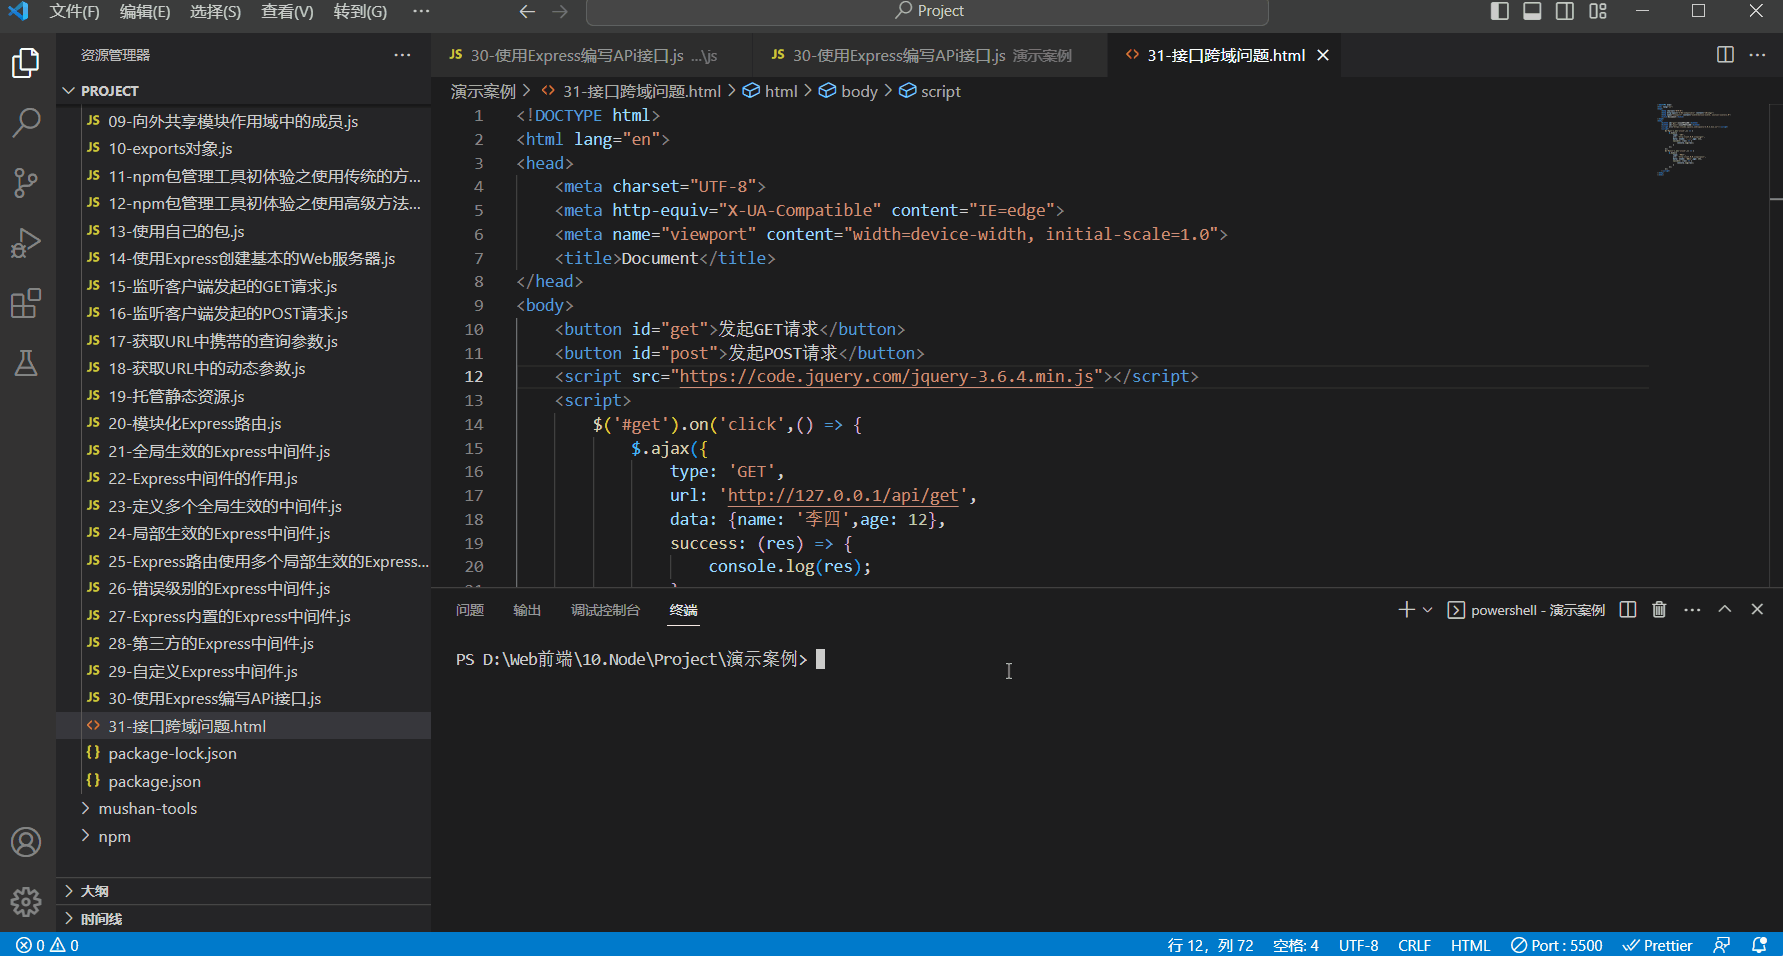 文件(F) 编辑(E) 选择(S) 查看(V) 转到(G) ··· Project
资源管理器 ···
30-使用Express编写APi接口.js ...\js
30-使用Express编写APi接口.js 演示案例
31-接口跨域问题.html
PROJECT
JS 09-向外共享模块作用域中的成员.js
JS 10-exports对象.js
JS 11-npm包管理工具初体验之使用传统的方...
JS 12-npm包管理工具初体验之使用高级方法...
JS 13-使用自己的包.js
JS 14-使用Express创建基本的Web服务器.js
JS 15-监听客户端发起的GET请求.js
JS 16-监听客户端发起的POST请求.js
JS 17-获取URL中携带的查询参数.js
JS 18-获取URL中的动态参数.js
JS 19-托管静态资源.js
JS 20-模块化Express路由.js
JS 21-全局生效的Express中间件.js
JS 22-Express中间件的作用.js
JS 23-定义多个全局生效的中间件.js
JS 24-局部生效的Express中间件.js
JS 25-Express路由使用多个局部生效的Express...
JS 26-错误级别的Express中间件.js
JS 27-Express内置的Express中间件.js
JS 28-第三方的Express中间件.js
JS 29-自定义Express中间件.js
JS 30-使用Express编写APi接口.js
<> 31-接口跨域问题.html
{} package-lock.json
{} package.json
mushan-tools
npm
大纲
时间线
演示案例 > <> 31-接口跨域问题.html > html > body > script
1 <!DOCTYPE html>
2 <html lang="en">
3 <head>
4 <meta charset="UTF-8">
5 <meta http-equiv="X-UA-Compatible" content="IE=edge">
6 <meta name="viewport" content="width=device-width, initial-scale=1.0">
7 <title>Document</title>
8 </head>
9 <body>
10 <button id="get">发起GET请求</button>
11 <button id="post">发起POST请求</button>
12 <script src="https://code.jquery.com/jquery-3.6.4.min.js"></script>
13 <script>
14 $('#get').on('click',() => {
15 $.ajax({
16 type: 'GET',
17 url: 'http://127.0.0.1/api/get',
18 data: {name: '李四',age: 12},
19 success: (res) => {
20 console.log(res);
问题 输出 调试控制台 终端 powershell - 演示案例
PS D:\Web前端\10.Node\Project\演示案例>
0 0 行 12，列 72 空格: 4 UTF-8 CRLF HTML Port : 5500 Prettier